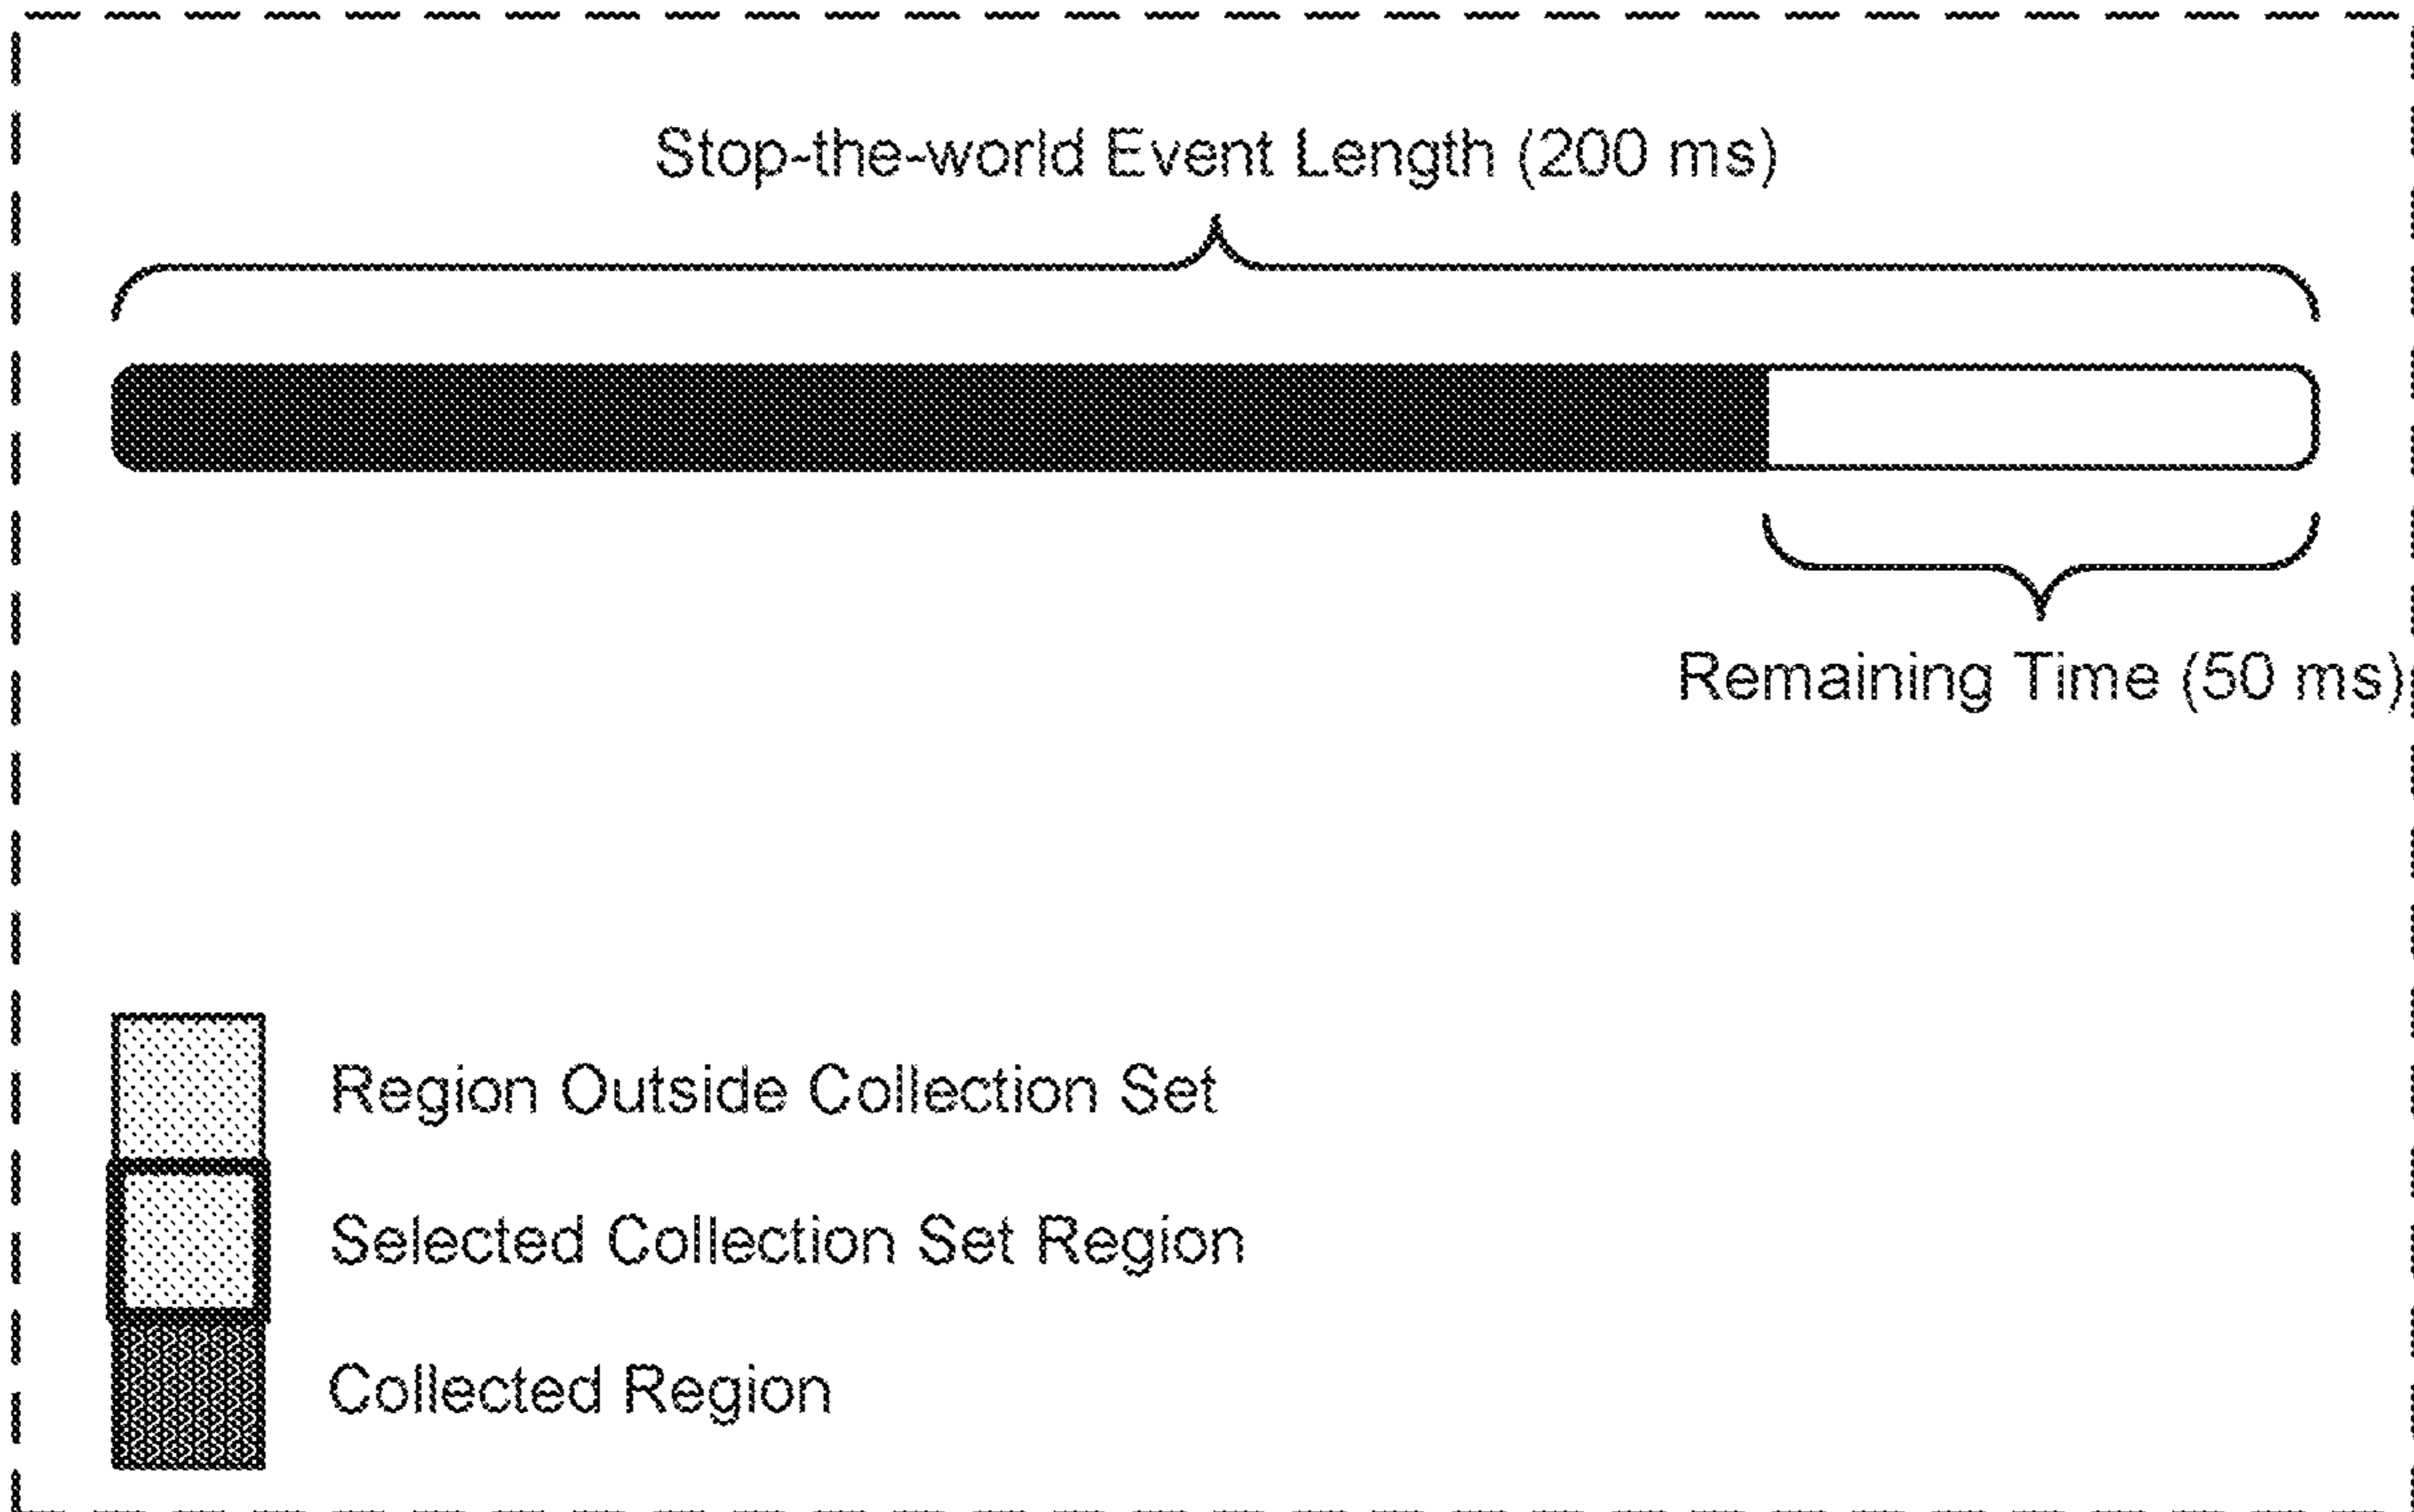 Stop-the-world Event Length (200 ms)
Remaining Time (50 ms)
Region Outside Collection Set
Selected Collection Set Region
Collected Region